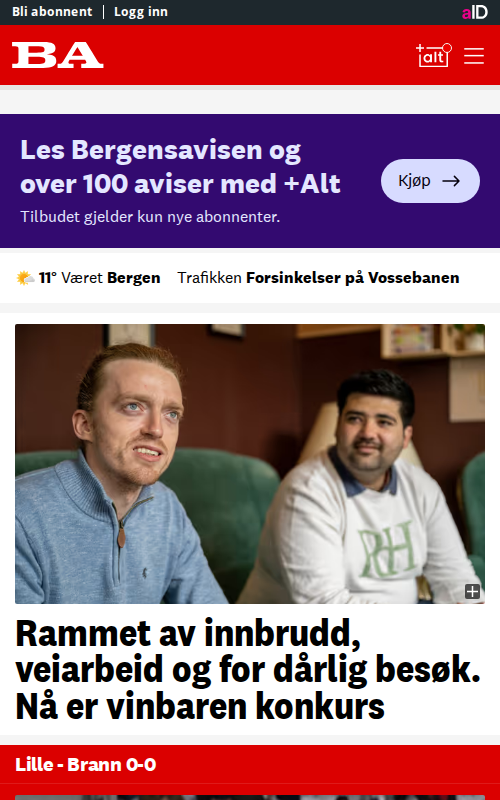 Bli abonnent | Logg inn
aID
BA
+alt
Les Bergensavisen og
over 100 aviser med +Alt
Tilbudet gjelder kun nye abonnenter.
Kjøp
11° Været Bergen Trafikken Forsinkelser på Vossebanen
RH
Rammet av innbrudd,
veiarbeid og for dårlig besøk.
Nå er vinbaren konkurs
Lille - Brann 0-0